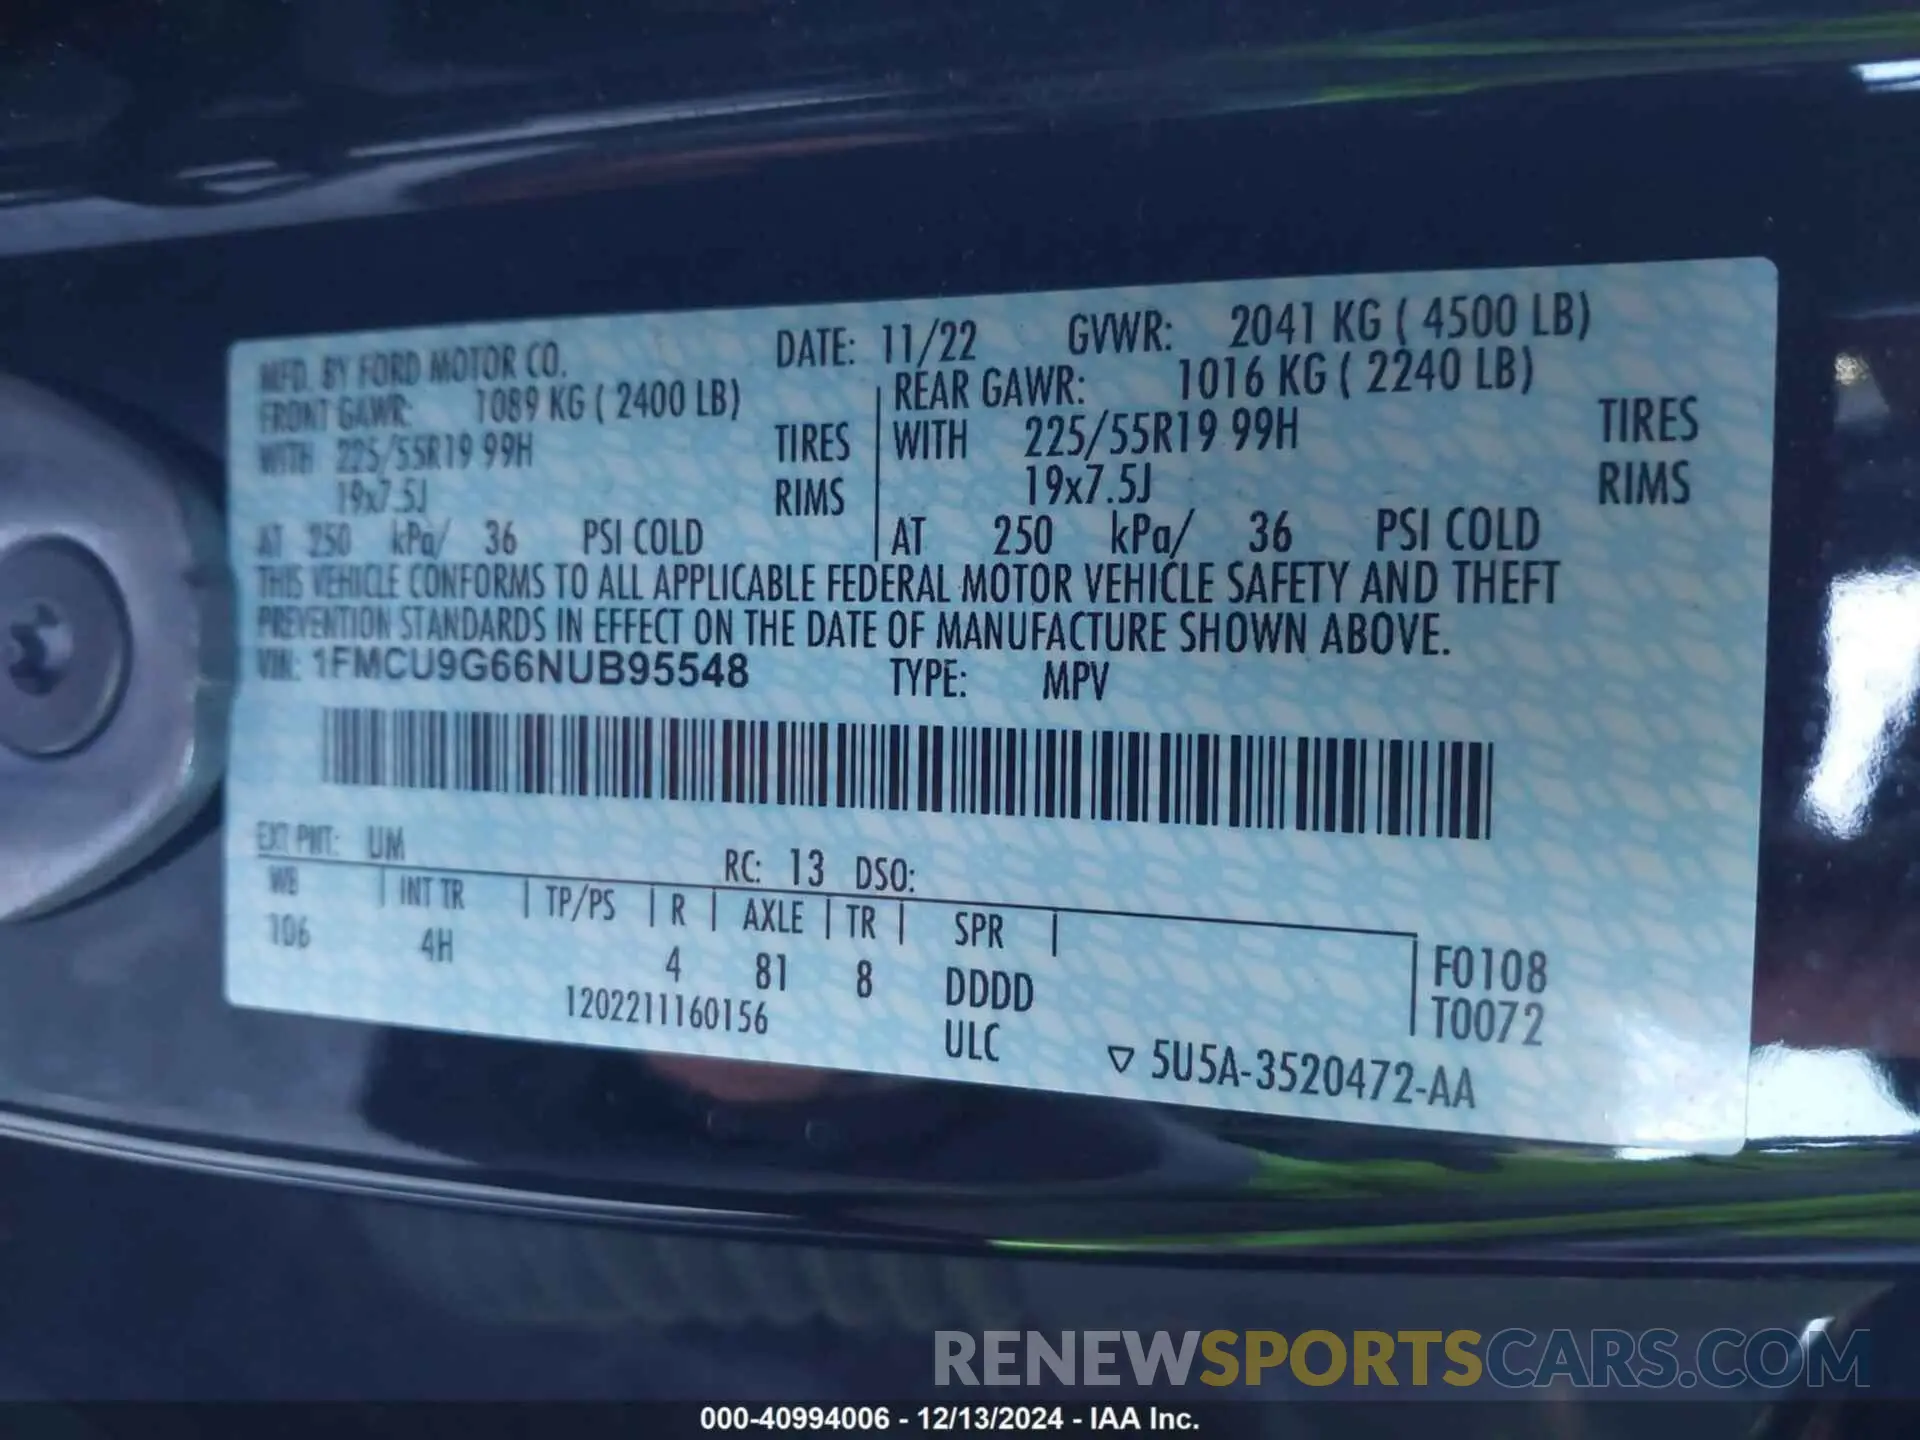 MFD. BY FORD MOTOR CO. DATE: 11/22 GVWR: 2041 KG ( 4500 LB)
FRONT GAWR: 1089 KG ( 2400 LB) REAR GAWR: 1016 KG ( 2240 LB)
WITH 225/55R19 99H TIRES WITH 225/55R19 99H TIRES
19x7.5J RIMS 19x7.5J RIMS
AT 250 kPa/ 36 PSI COLD AT 250 kPa/ 36 PSI COLD
THIS VEHICLE CONFORMS TO ALL APPLICABLE FEDERAL MOTOR VEHICLE SAFETY AND THEFT
PREVENTION STANDARDS IN EFFECT ON THE DATE OF MANUFACTURE SHOWN ABOVE.
VIN: 1FMCU9G66NUB95548 TYPE: MPV
EXT PNT: UM RC: 13 DSO:
WB | INT TR | TP/PS | R | AXLE | TR | SPR |
106 4H 4 81 8 DDDD F0108
1202211160156 ULC T0072
▽ 5U5A-3520472-AA
RENEWSPORTSCARS.COM
000-40994006 - 12/13/2024 - IAA Inc.